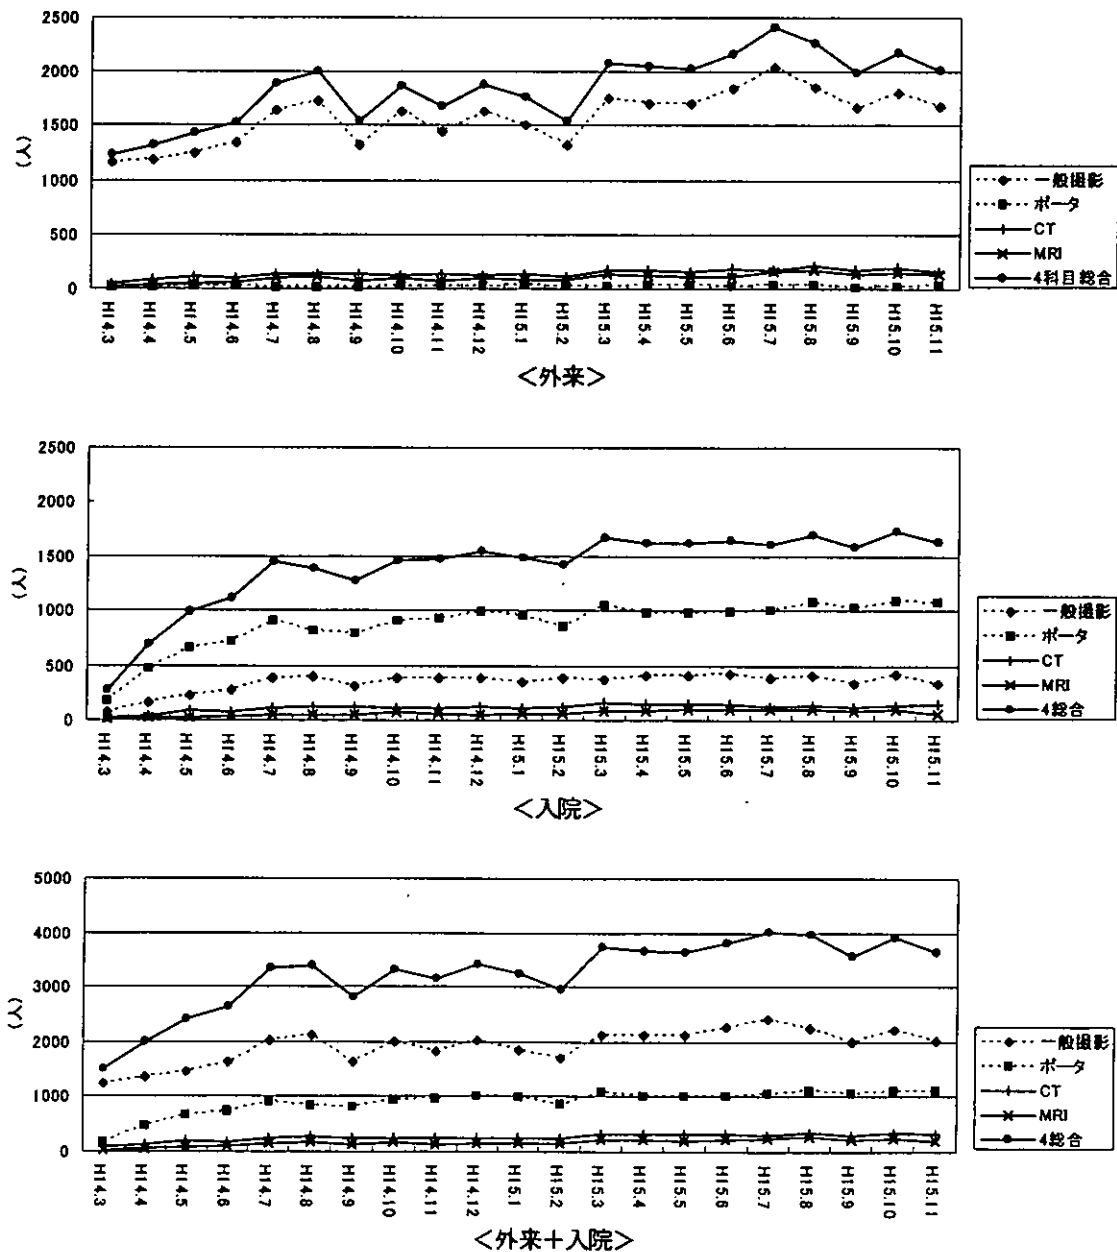 2500
2000
1500
1000
500
0
(Y)
H14.3
H14.4
H14.5
H14.6
H14.7
H14.8
H14.9
H14.10
H14.11
H14.12
H15.1
H15.2
H15.3
H15.4
H15.5
H15.6
H15.7
H15.8
H15.9
H15.10
H15.11
<外来>
一般撮影
ポータ
CT
MRI
4科目総合
2500
2000
1500
1000
500
0
(Y)
H14.3
H14.4
H14.5
H14.6
H14.7
H14.8
H14.9
H14.10
H14.11
H14.12
H15.1
H15.2
H15.3
H15.4
H15.5
H15.6
H15.7
H15.8
H15.9
H15.10
H15.11
<入院>
一般撮影
ポータ
CT
MRI
4総合
5000
4000
3000
2000
1000
0
(Y)
H14.3
H14.4
H14.5
H14.6
H14.7
H14.8
H14.9
H14.10
H14.11
H14.12
H15.1
H15.2
H15.3
H15.4
H15.5
H15.6
H15.7
H15.8
H15.9
H15.10
H15.11
<外来+入院>
一般撮影
ポータ
CT
MRI
4総合